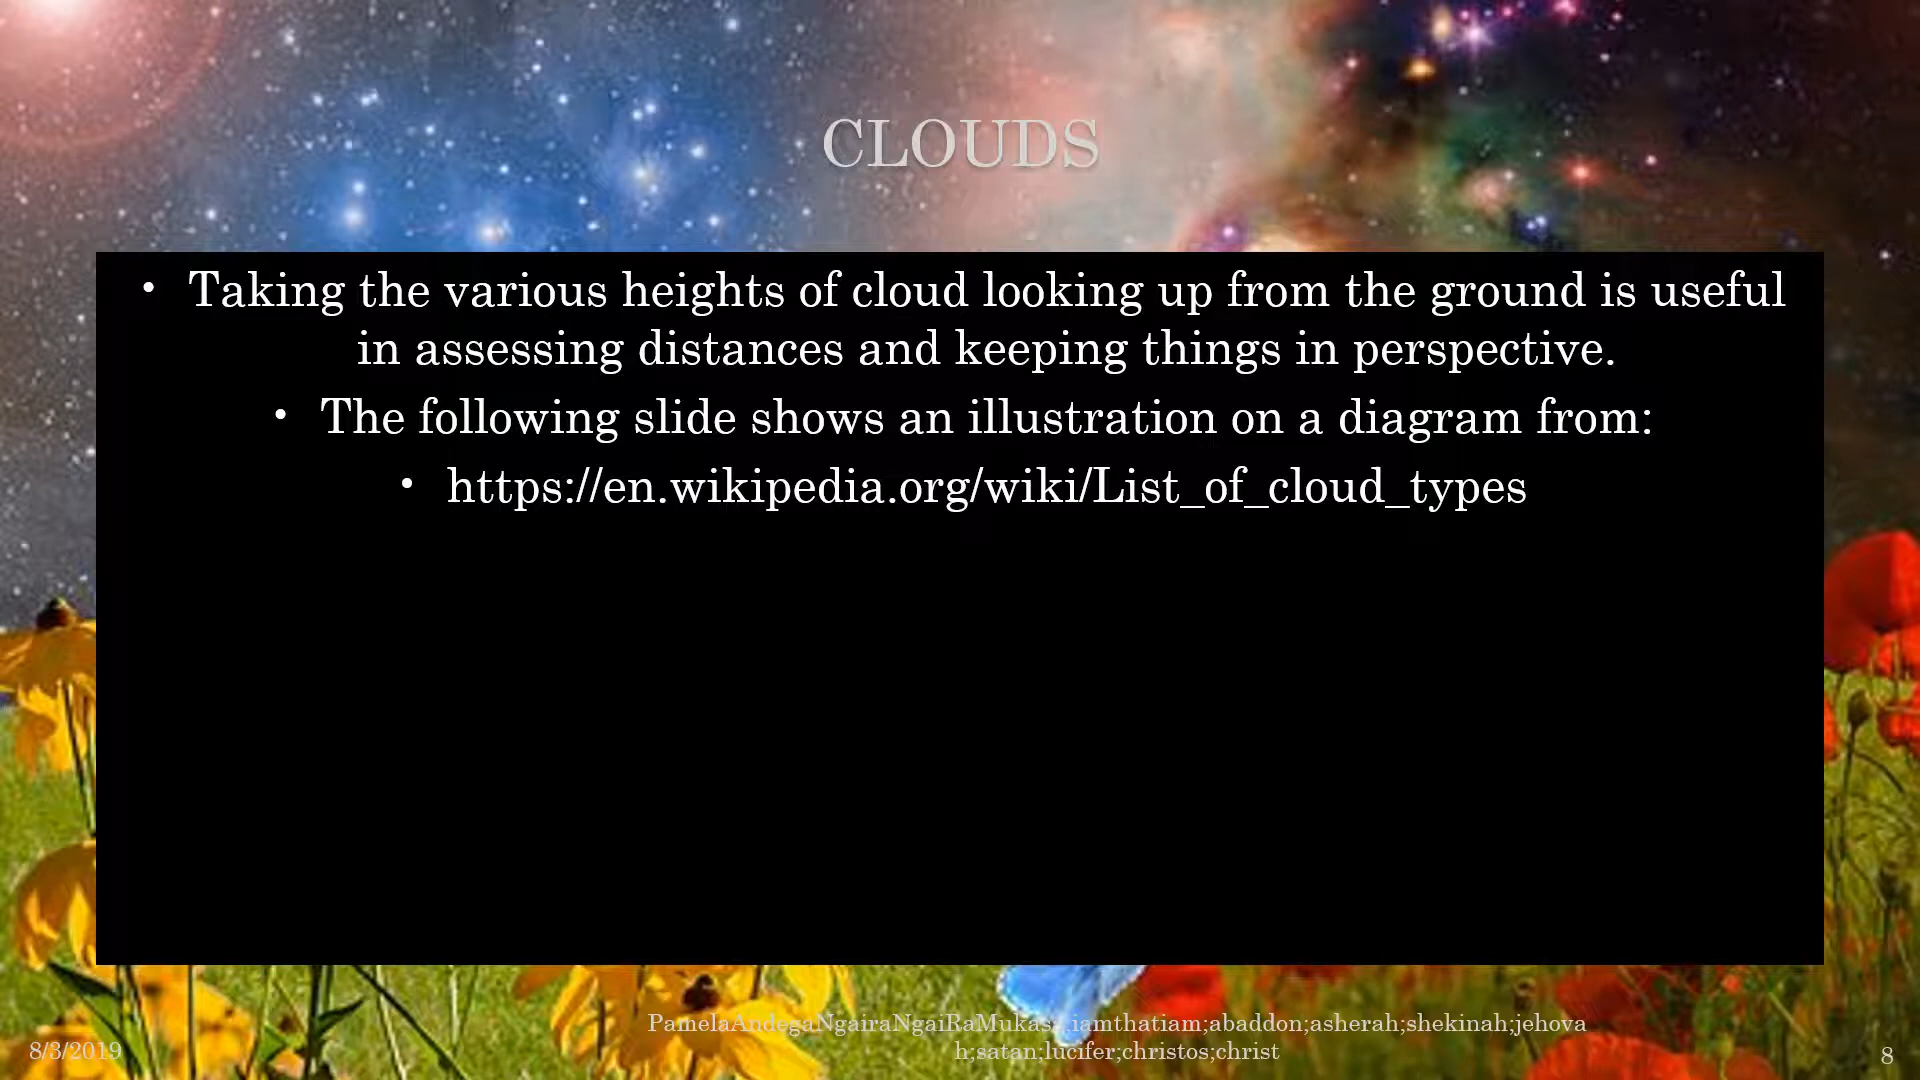 CLOUDS
• Taking the various heights of cloud looking up from the ground is useful
in assessing distances and keeping things in perspective.
• The following slide shows an illustration on a diagram from:
• https://en.wikipedia.org/wiki/List_of_cloud_types
iamthatiam;abaddon;asherah;shekinah;jehova
h;satan;lucifer;christos;christ
8/3/2019
8